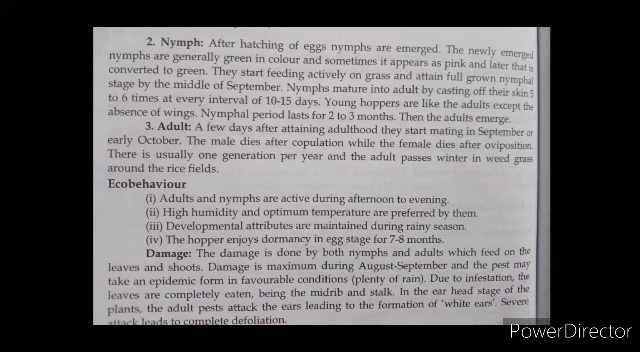 2. Nymph: After hatching of eggs nymphs are emerged. The newly emerged
nymphs are generally green in colour and sometimes it appears as pink and later that is
converted to green. They start feeding actively on grass and attain full grown nymphal
stage by the middle of September. Nymphs mature into adult by casting off their skin 5
to 6 times at every interval of 10-15 days. Young hoppers are like the adults except the
absence of wings. Nymphal period lasts for 2 to 3 months. Then the adults emerge.
3. Adult: A few days after attaining adulthood they start mating in September or
early October. The male dies after copulation while the female dies after oviposition.
There is usually one generation per year and the adult passes winter in weed grass
around the rice fields.
Ecobehaviour
(i) Adults and nymphs are active during afternoon to evening.
(ii) High humidity and optimum temperature are preferred by them.
(iii) Developmental attributes are maintained during rainy season.
(iv) The hopper enjoys dormancy in egg stage for 7-8 months.
Damage: The damage is done by both nymphs and adults which feed on the
leaves and shoots. Damage is maximum during August-September and the pest may
take an epidemic form in favourable conditions (plenty of rain). Due to infestation, the
leaves are completely eaten, being the midrib and stalk. In the ear head stage of the
plants, the adult pests attack the ears leading to the formation of 'white ears'. Severe
attack leads to complete defoliation.
PowerDirector